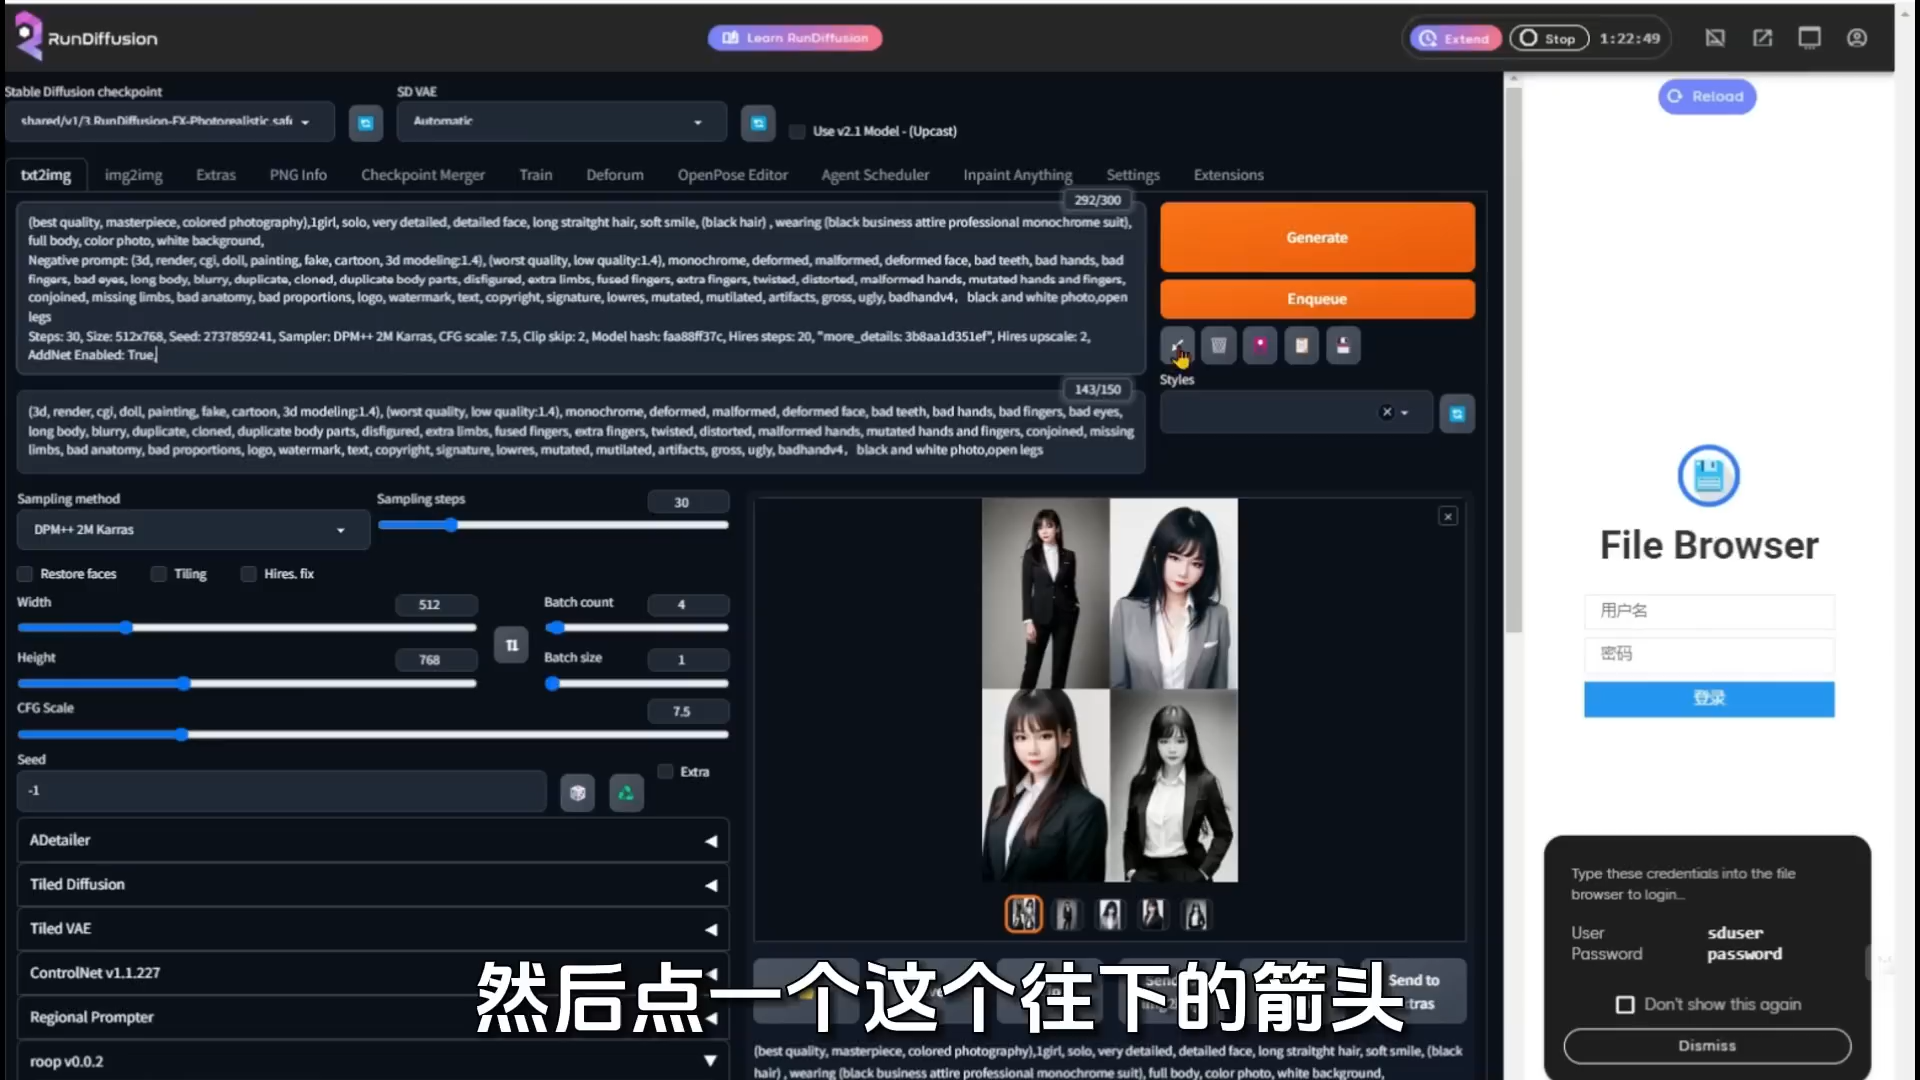 RunDiffusion
Learn RunDiffusion
Extend
Stop
1:22:49
Stable Diffusion checkpoint
shared/v1/3.RunDiffusion-FX-Photorealistic.safe
SD VAE
Automatic
Use v2.1 Model - (Upcast)
Reload
txt2img
img2img
Extras
PNG Info
Checkpoint Merger
Train
Deforum
OpenPose Editor
Agent Scheduler
Inpaint Anything
Settings
Extensions
292/300
(best quality, masterpiece, colored photography),1girl, solo, very detailed, detailed face, long straitght hair, soft smile, (black hair) , wearing (black business attire professional monochrome suit),
full body, color photo, white background,
Negative prompt: (3d, render, cgi, doll, painting, fake, cartoon, 3d modeling:1.4), (worst quality, low quality:1.4), monochrome, deformed, malformed, deformed face, bad teeth, bad hands, bad
fingers, bad eyes, long body, blurry, duplicate, cloned, duplicate body parts, disfigured, extra limbs, fused fingers, extra fingers, twisted, distorted, malformed hands, mutated hands and fingers,
conjoined, missing limbs, bad anatomy, bad proportions, logo, watermark, text, copyright, signature, lowres, mutated, mutilated, artifacts, gross, ugly, badhandv4，black and white photo,open
legs
Steps: 30, Size: 512x768, Seed: 2737859241, Sampler: DPM++ 2M Karras, CFG scale: 7.5, Clip skip: 2, Model hash: faa88ff37c, Hires steps: 20, "more_details: 3b8aa1d351ef", Hires upscale: 2,
AddNet Enabled: True,
Generate
Enqueue
Styles
143/150
(3d, render, cgi, doll, painting, fake, cartoon, 3d modeling:1.4), (worst quality, low quality:1.4), monochrome, deformed, malformed, deformed face, bad teeth, bad hands, bad fingers, bad eyes,
long body, blurry, duplicate, cloned, duplicate body parts, disfigured, extra limbs, fused fingers, extra fingers, twisted, distorted, malformed hands, mutated hands and fingers, conjoined, missing
limbs, bad anatomy, bad proportions, logo, watermark, text, copyright, signature, lowres, mutated, mutilated, artifacts, gross, ugly, badhandv4，black and white photo,open legs
Sampling method
DPM++ 2M Karras
Sampling steps
30
Restore faces
Tiling
Hires. fix
Width
512
Batch count
4
Height
768
Batch size
1
CFG Scale
7.5
Seed
-1
Extra
ADetailer
Tiled Diffusion
Tiled VAE
ControlNet v1.1.227
Regional Prompter
roop v0.0.2
Send to
extras
(best quality, masterpiece, colored photography),1girl, solo, very detailed, detailed face, long straitght hair, soft smile, (black
hair) , wearing (black business attire professional monochrome suit), full body, color photo, white background,
File Browser
用户名
密码
登录
Type these credentials into the file
browser to login...
User sduser
Password password
Don't show this again
Dismiss
然后点一个这个往下的箭头